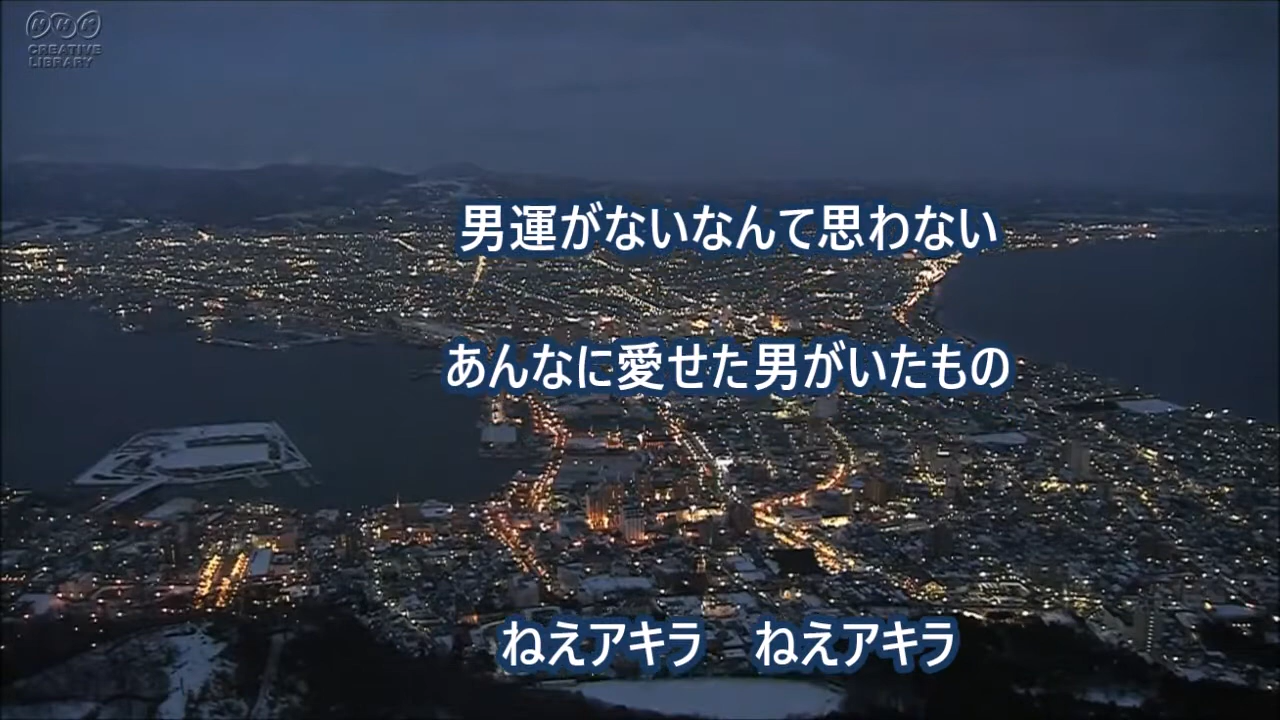 NHK
CREATIVE
LIBRARY
男運がないなんて思わない
あんなに愛せた男がいたもの
ねえアキラ　ねえアキラ